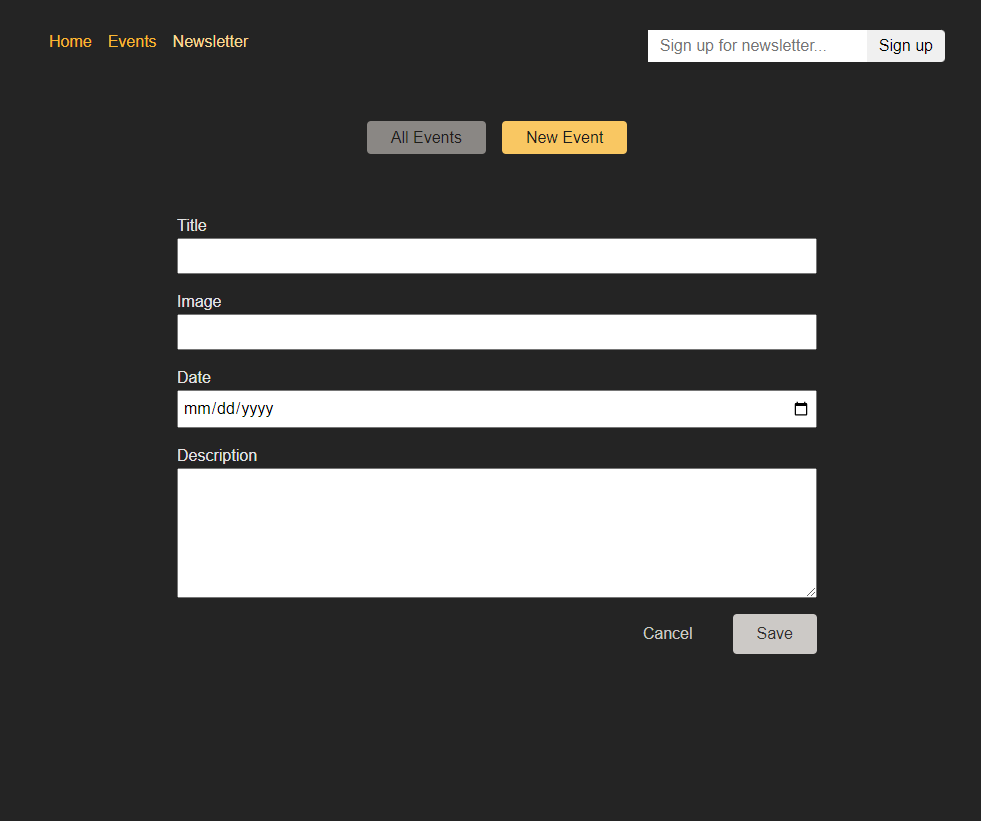 Home Events Newsletter Sign up for newsletter... Sign up
All Events New Event
Title
Image
Date
mm/dd/yyyy
Description
Cancel Save